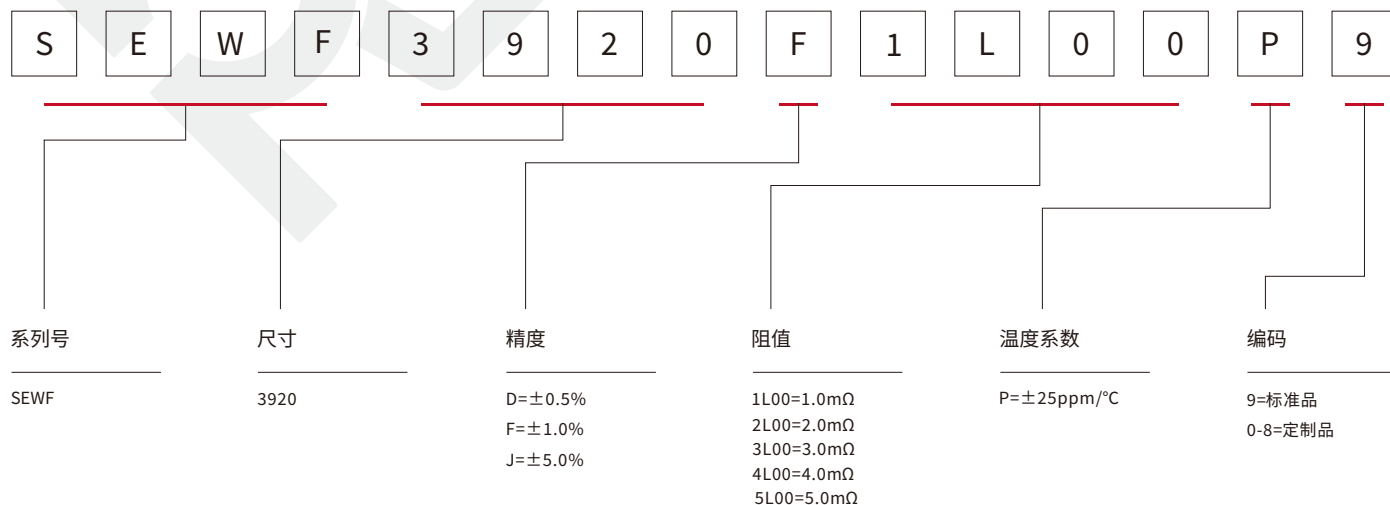 S E W F 3 9 2 0 F 1 L 0 0 P 9
系列号 尺寸 精度 阻值 温度系数 编码
SEWF 3920 D=±0.5% 1L00=1.0mΩ P=±25ppm/℃ 9=标准品
F=±1.0% 2L00=2.0mΩ 0-8=定制品
J=±5.0% 3L00=3.0mΩ
4L00=4.0mΩ
5L00=5.0mΩ